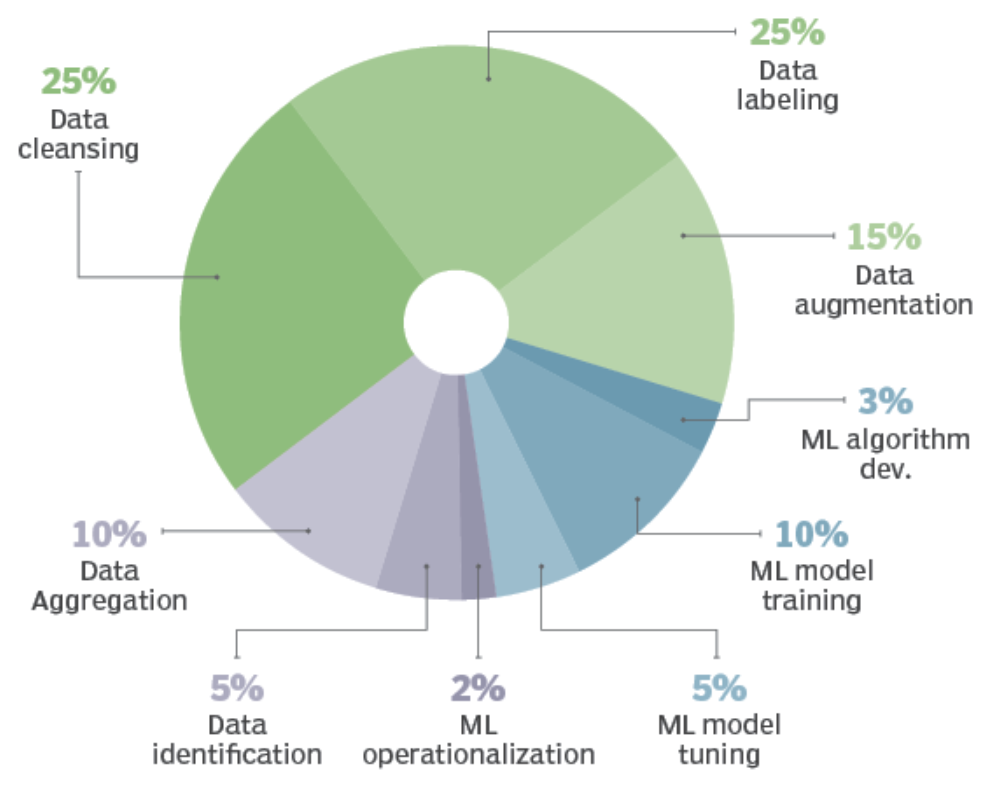 25%
Data
labeling
25%
Data
cleansing
15%
Data
augmentation
3%
ML algorithm
dev.
10%
ML model
training
10%
Data
Aggregation
5%
Data
identification
2%
ML
operationalization
5%
ML model
tuning